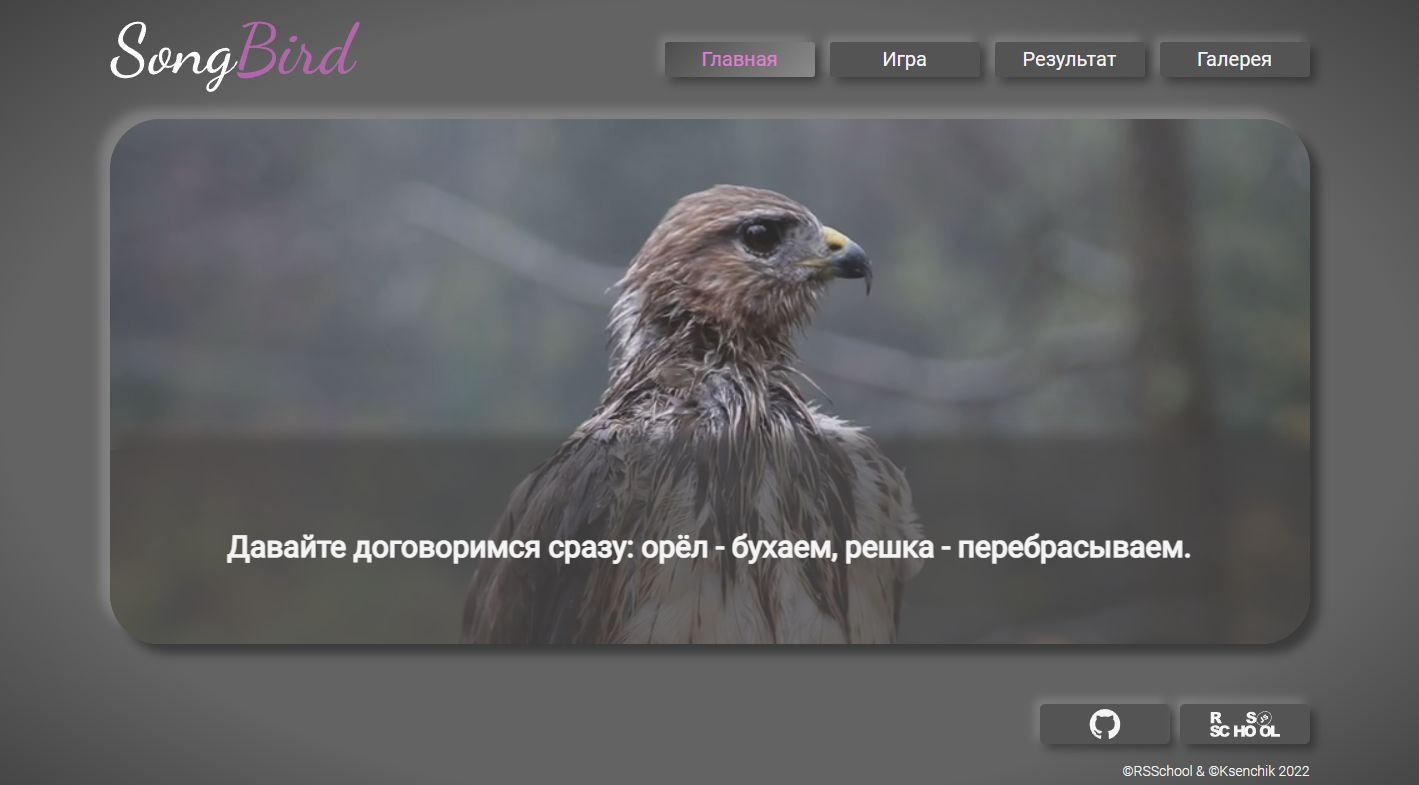 SongBird
Главная
Игра
Результат
Галерея
Давайте договоримся сразу: орёл - бухаем, решка - перебрасываем.
RS
SCHOOL
©RSSchool & ©Ksenchik 2022